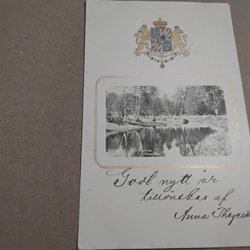 Godt nytt år
tillönskas af
Anna